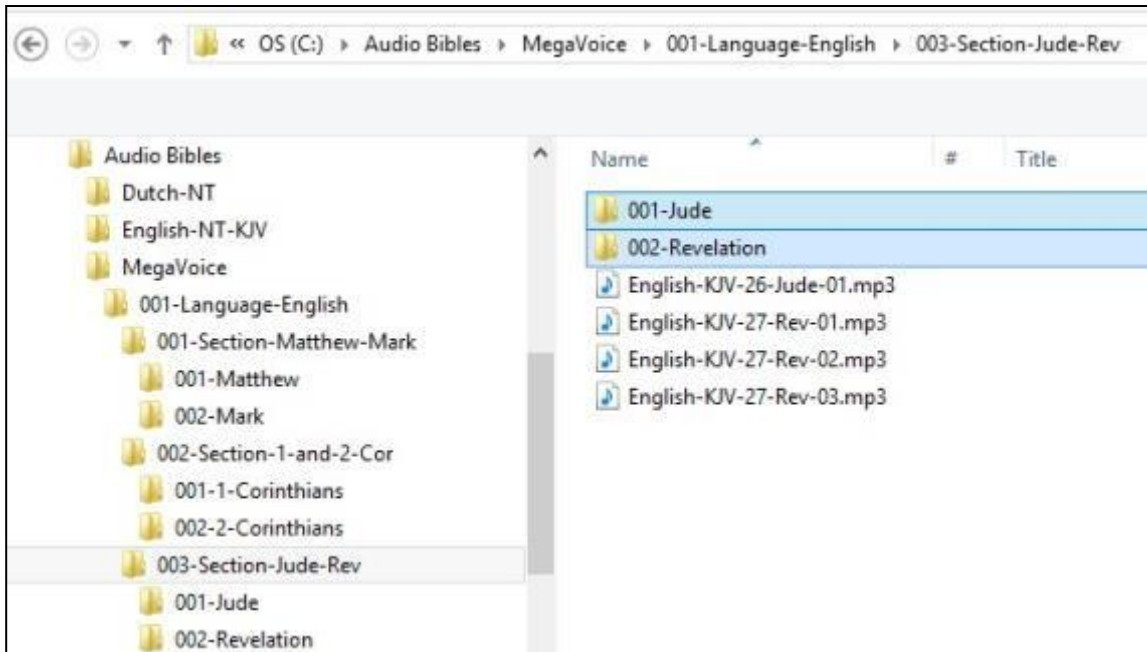 « OS (C:) ▸ Audio Bibles ▸ MegaVoice ▸ 001-Language-English ▸ 003-Section-Jude-Rev
Audio Bibles
Dutch-NT
English-NT-KJV
MegaVoice
001-Language-English
001-Section-Matthew-Mark
001-Matthew
002-Mark
002-Section-1-and-2-Cor
001-1-Corinthians
002-2-Corinthians
003-Section-Jude-Rev
001-Jude
002-Revelation
Name # Title
001-Jude
002-Revelation
English-KJV-26-Jude-01.mp3
English-KJV-27-Rev-01.mp3
English-KJV-27-Rev-02.mp3
English-KJV-27-Rev-03.mp3